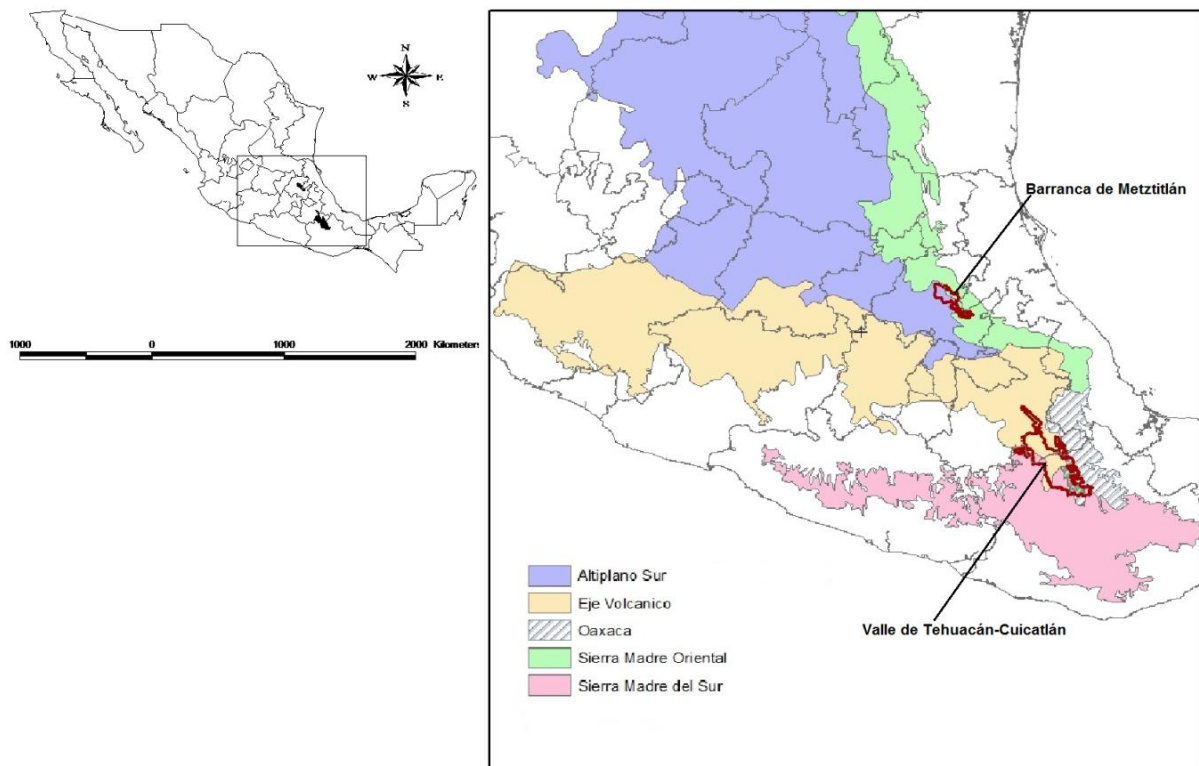 N
W E
S
1000 0 1000 2000 Kilometers
Barranca de Metztitlán
Altiplano Sur
Eje Volcanico
Oaxaca
Sierra Madre Oriental
Sierra Madre del Sur
Valle de Tehuacán-Cuicatlán